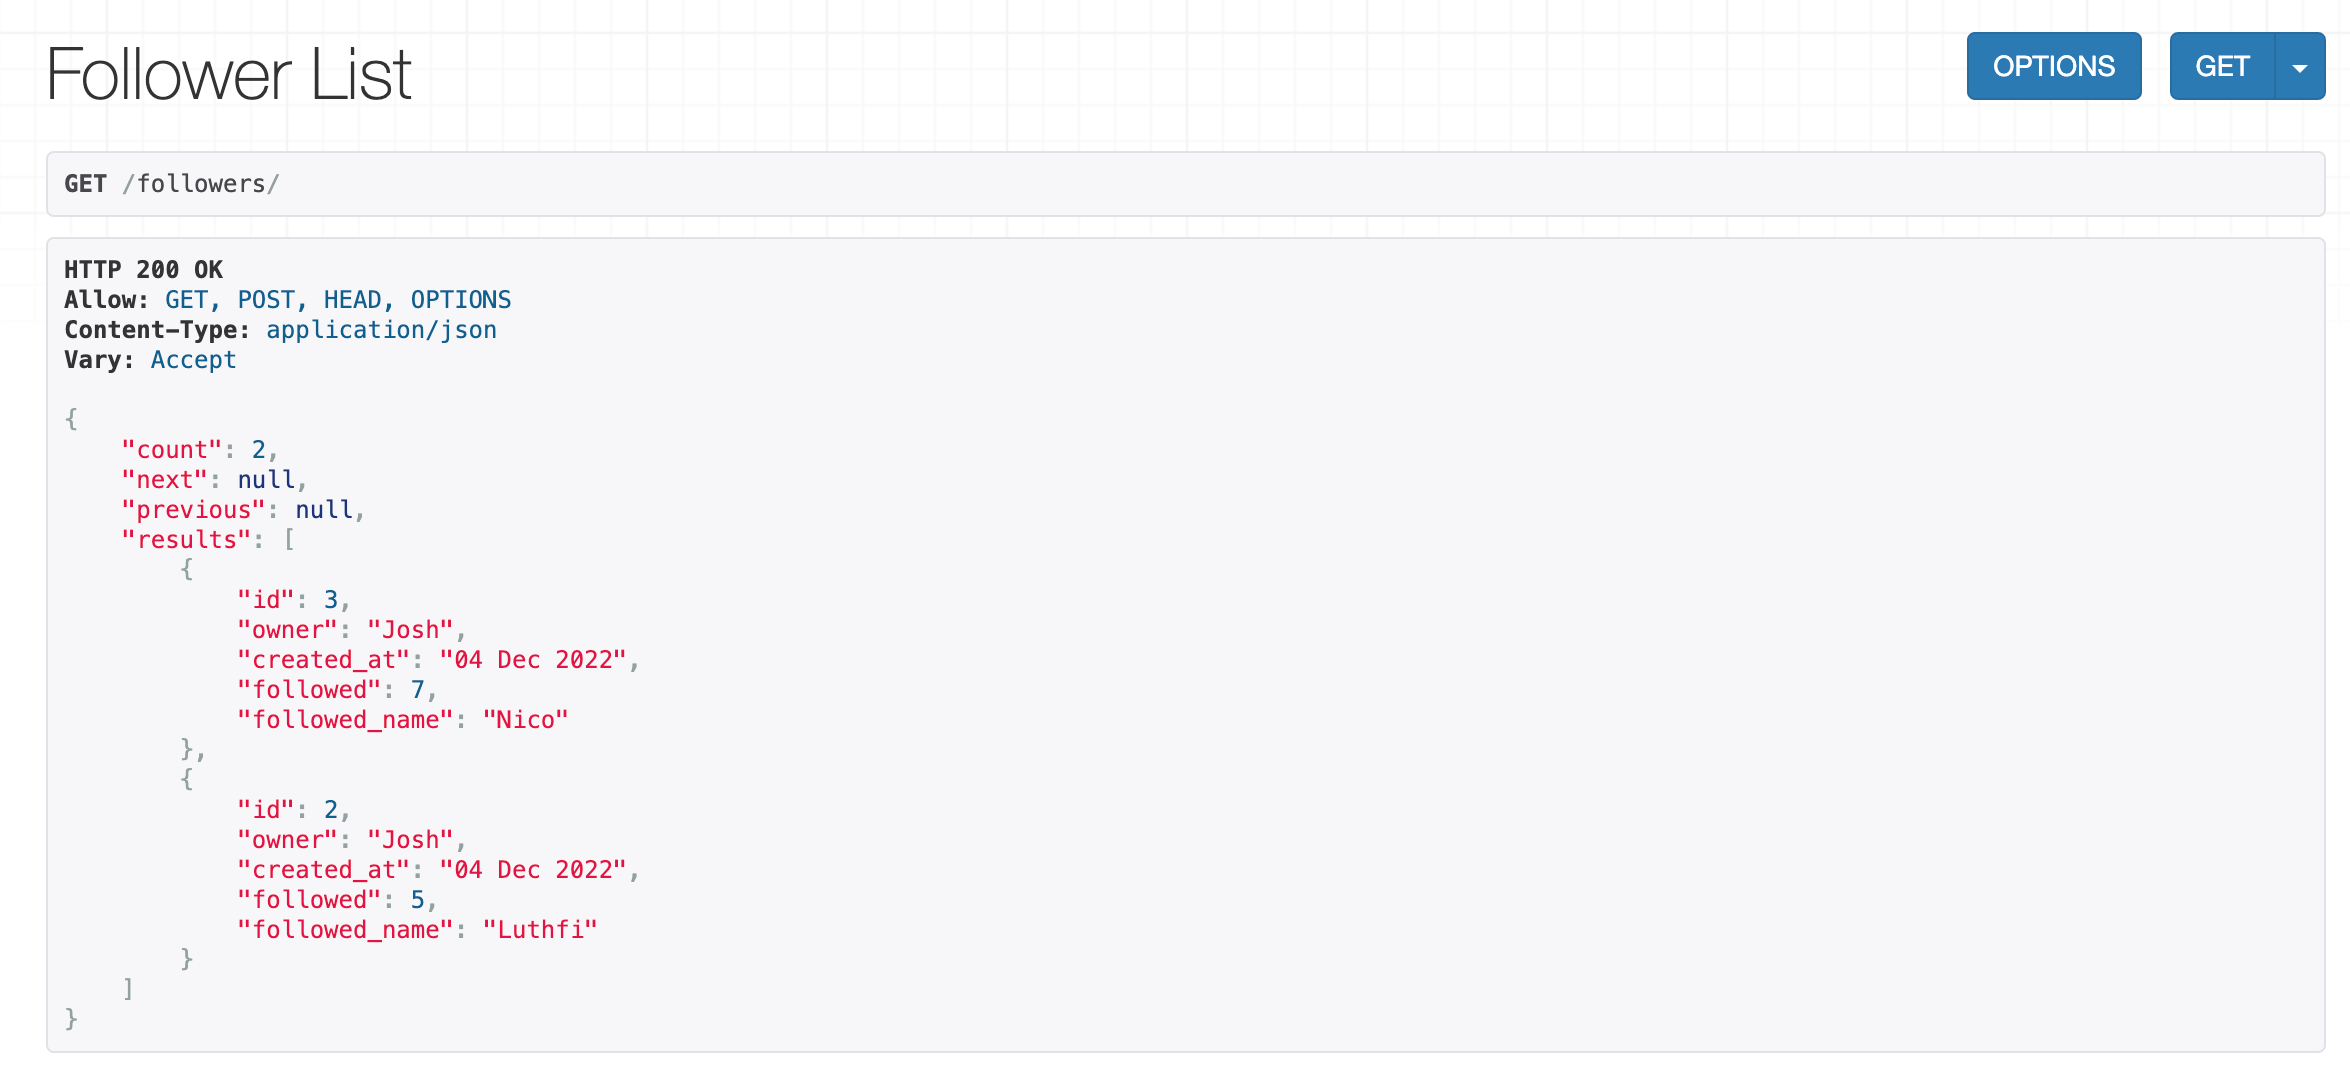 Follower List
OPTIONS
GET
GET /followers/
HTTP 200 OK
Allow: GET, POST, HEAD, OPTIONS
Content-Type: application/json
Vary: Accept
{
    "count": 2,
    "next": null,
    "previous": null,
    "results": [
        {
            "id": 3,
            "owner": "Josh",
            "created_at": "04 Dec 2022",
            "followed": 7,
            "followed_name": "Nico"
        },
        {
            "id": 2,
            "owner": "Josh",
            "created_at": "04 Dec 2022",
            "followed": 5,
            "followed_name": "Luthfi"
        }
    ]
}